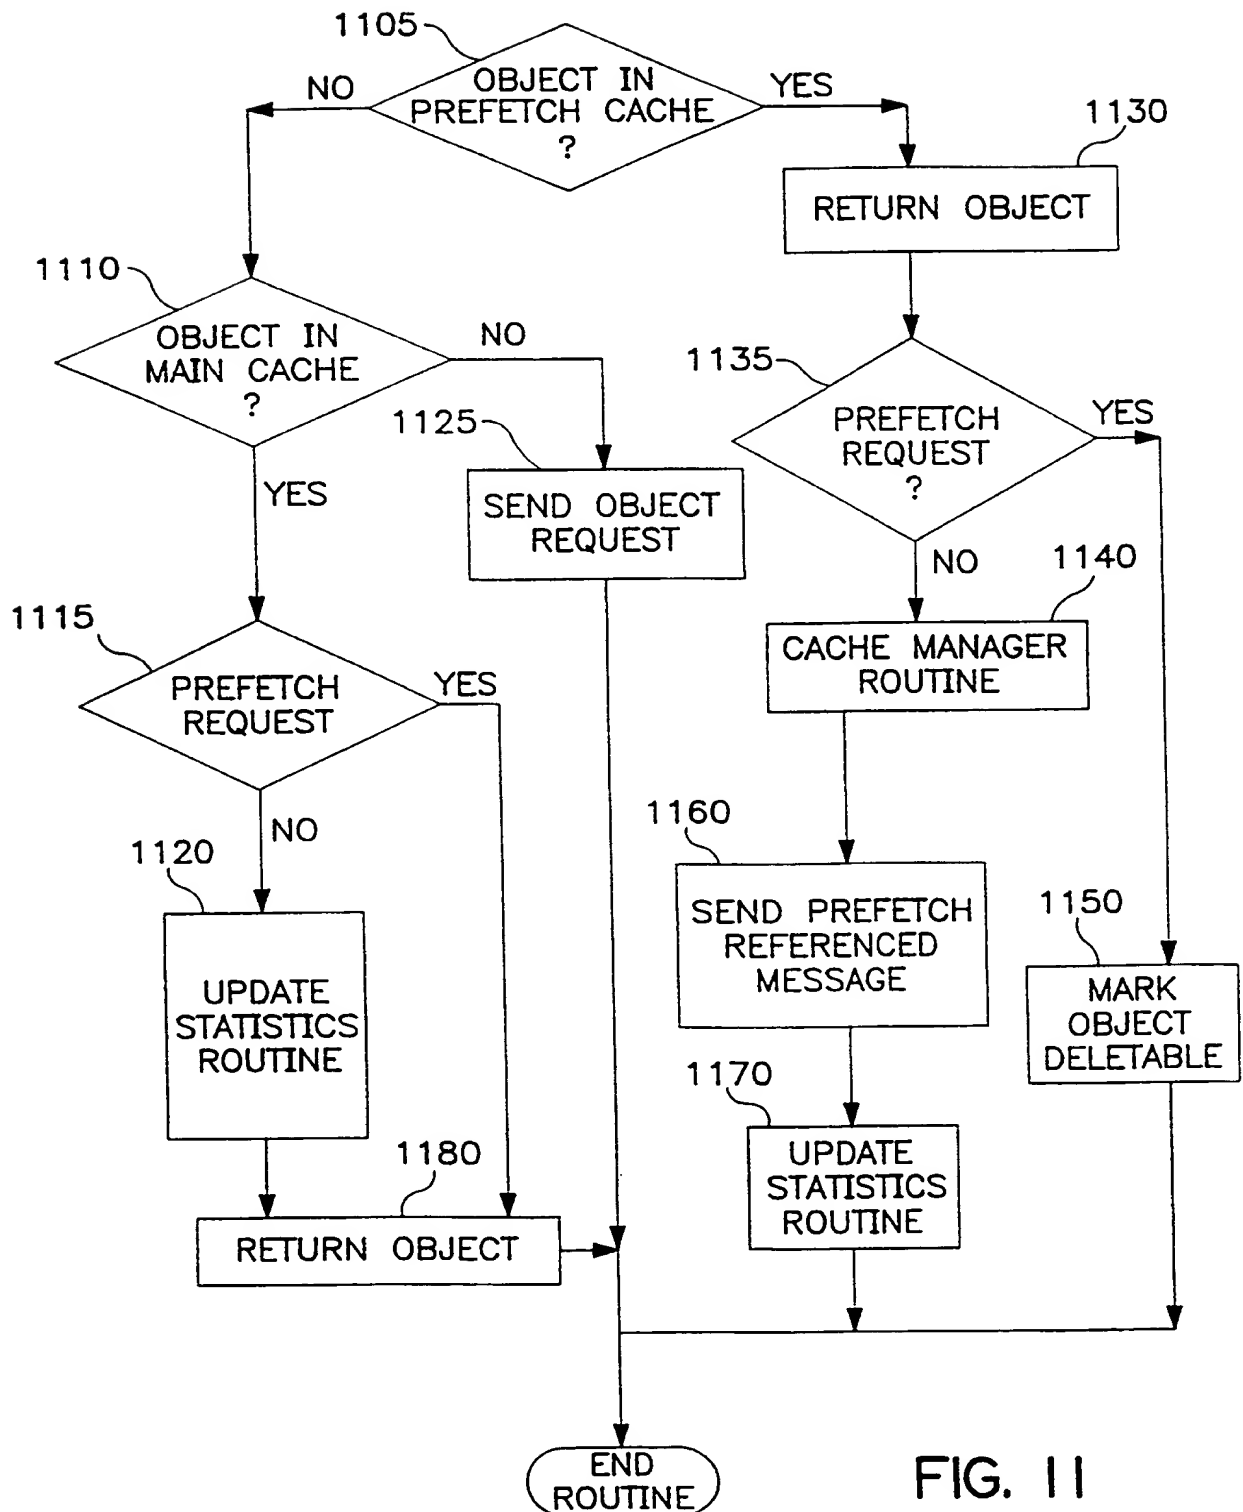 1105
OBJECT IN
PREFETCH CACHE
?
NO
YES
1130
RETURN OBJECT
1110
OBJECT IN
MAIN CACHE
?
NO
YES
1125
SEND OBJECT
REQUEST
1135
PREFETCH
REQUEST
?
YES
NO
1140
CACHE MANAGER
ROUTINE
1115
PREFETCH
REQUEST
YES
NO
1120
UPDATE
STATISTICS
ROUTINE
1160
SEND PREFETCH
REFERENCED
MESSAGE
1150
MARK
OBJECT
DELETABLE
1170
UPDATE
STATISTICS
ROUTINE
1180
RETURN OBJECT
END
ROUTINE
FIG. 11